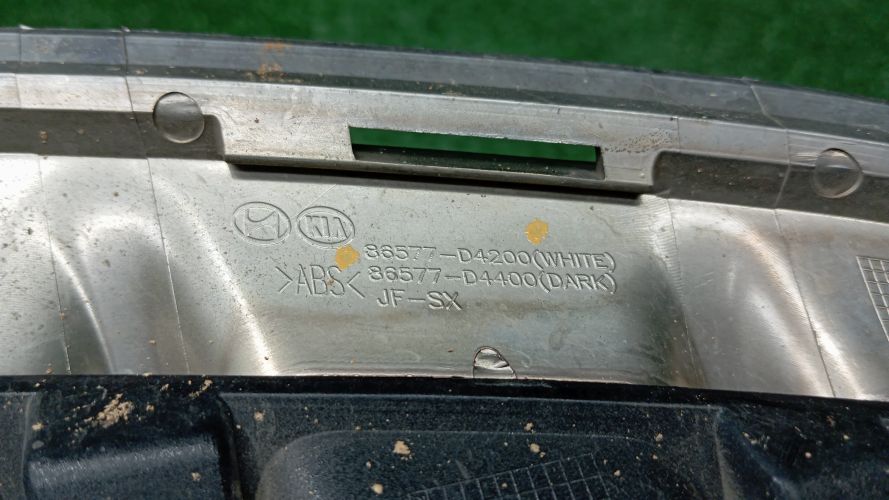 KIA
86577-D4200(WHITE)
>ABS< 86577-D4400(DARK)
JF-SX